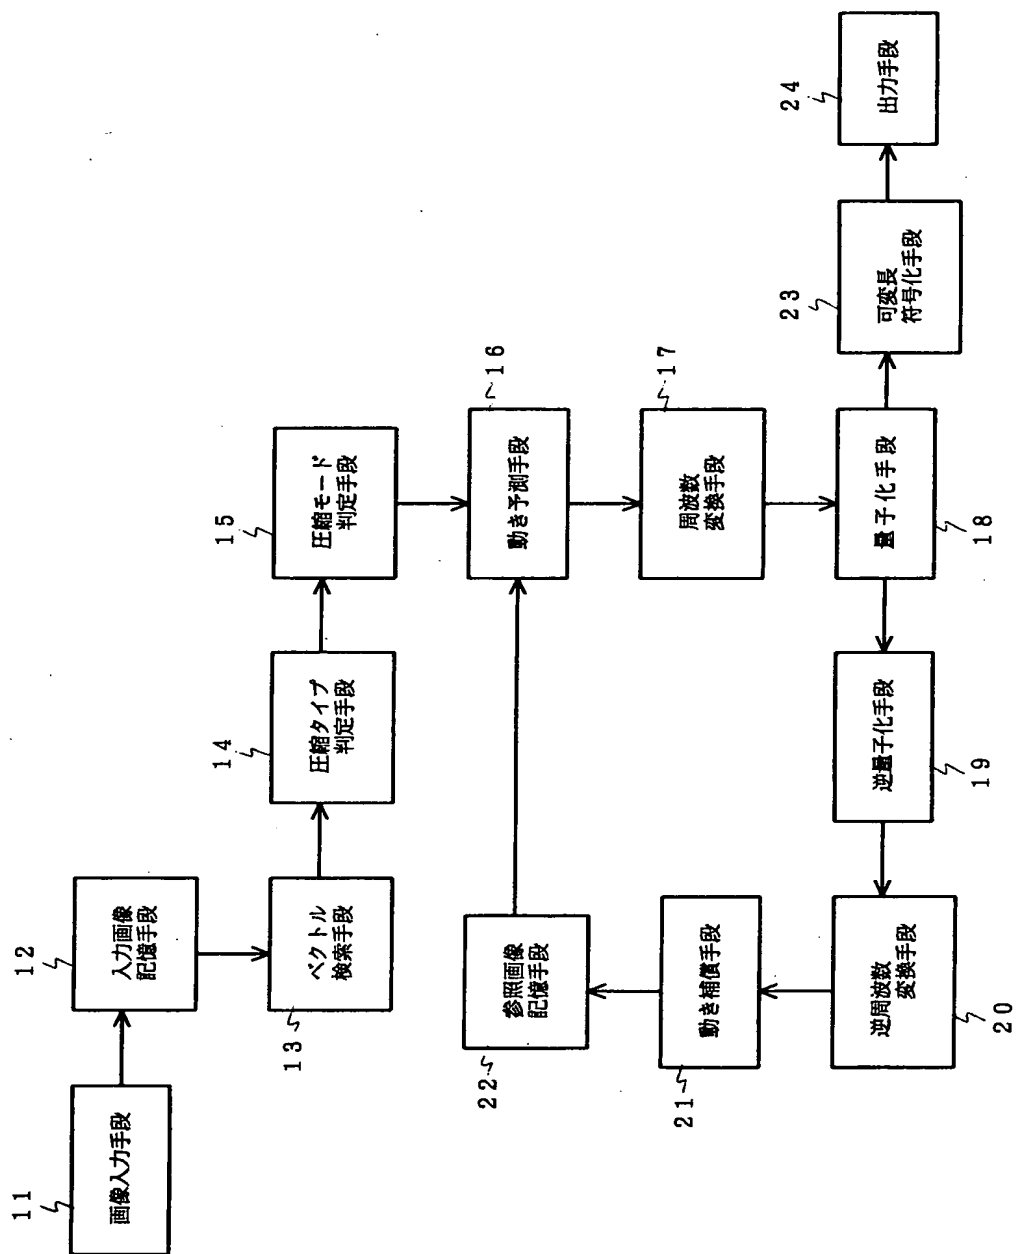 11
画像入力手段
12
入力画像
記憶手段
13
ベクトル
検索手段
14
圧縮タイプ
判定手段
15
圧縮モード
判定手段
16
動き予測手段
17
周波数
変換手段
18
量子化手段
19
逆量子化手段
20
逆周波数
変換手段
21
動き補償手段
22
参照画像
記憶手段
23
可変長
符号化手段
24
出力手段